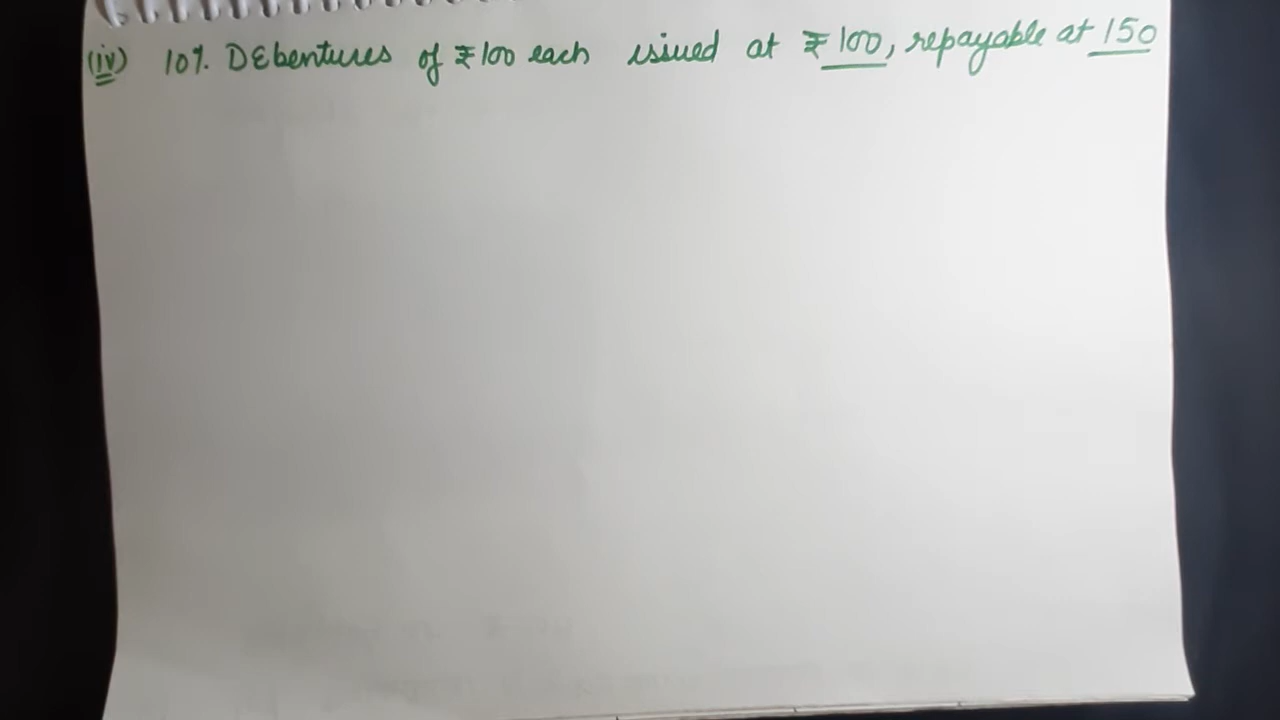 (iv) 10% Debentures of ₹100 each issued at ₹100, repayable at 150